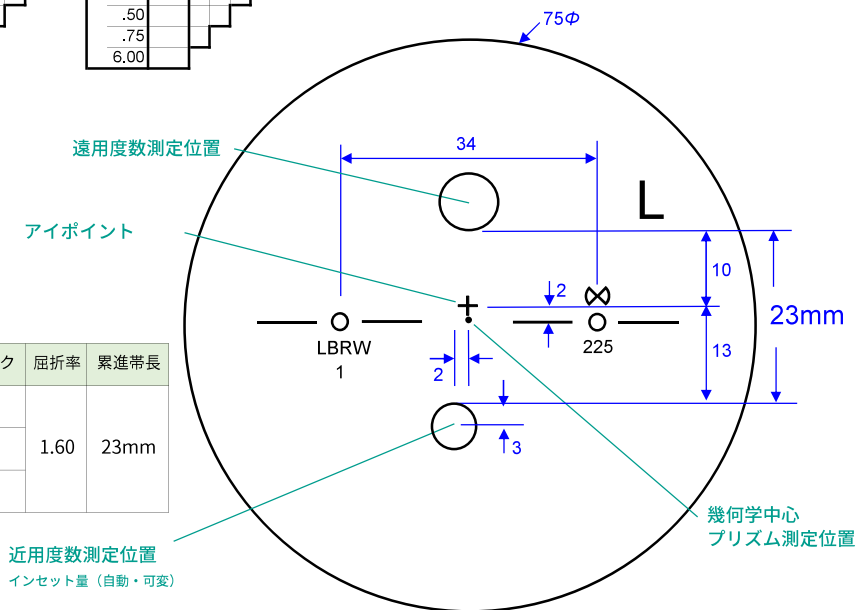 .50
.75
6.00
75Φ
遠用度数測定位置
34
L
アイポイント
10
2
23mm
LBRW
1
225
13
2
ク 屈折率 累進帯長
1.60 23mm
3
近用度数測定位置
インセット量（自動・可変）
幾何学中心
プリズム測定位置